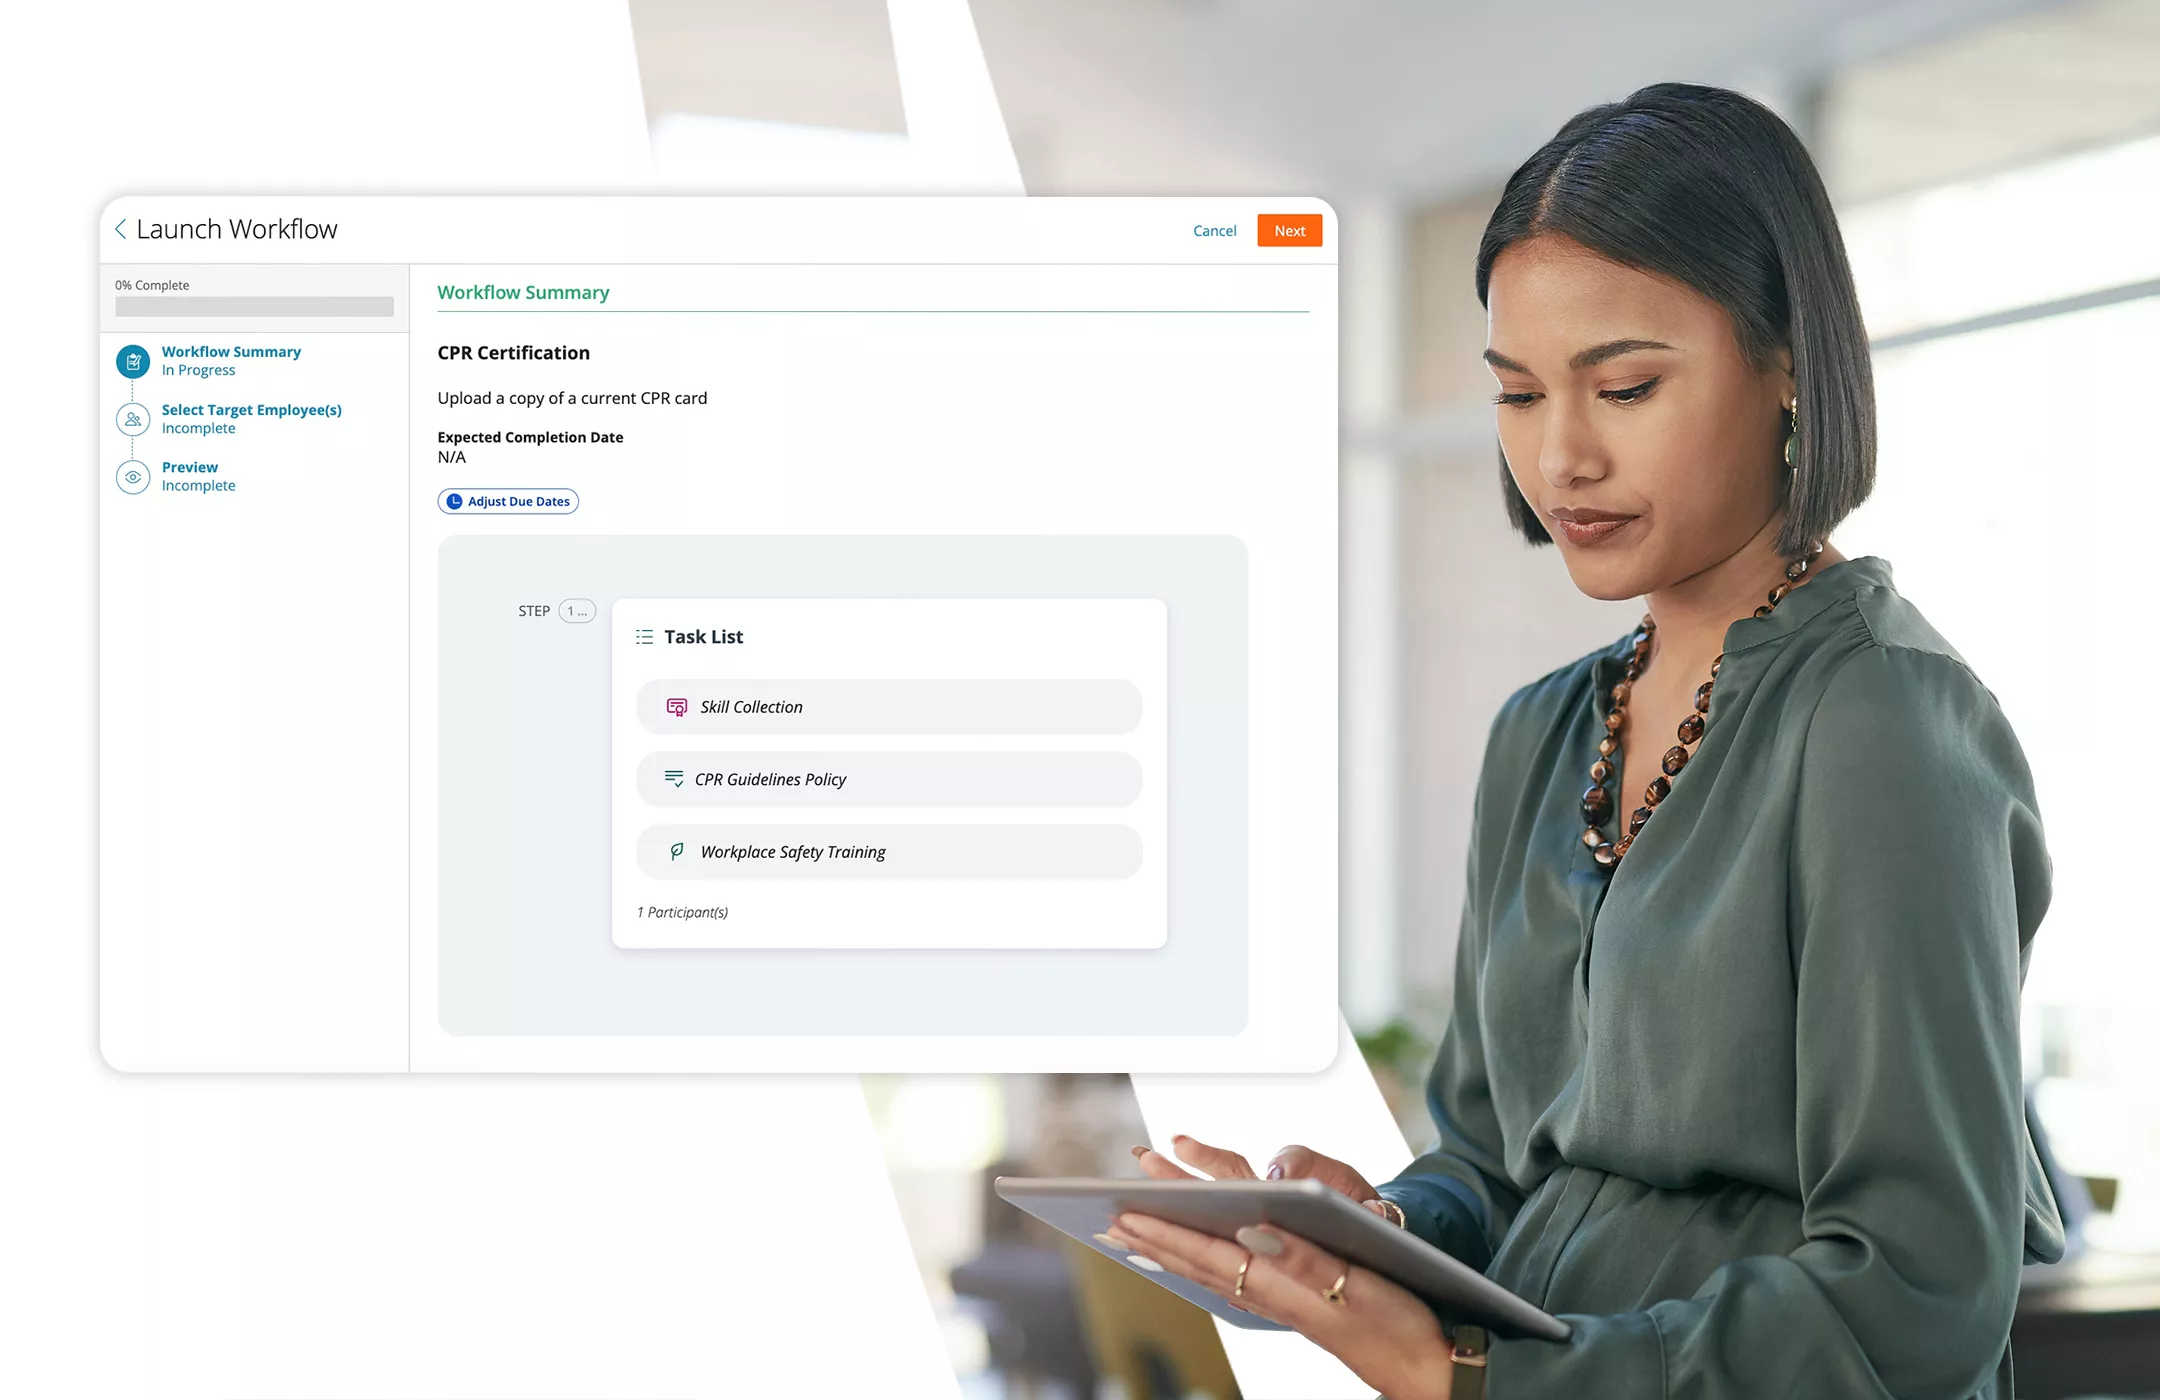 Launch Workflow
Cancel
Next
0% Complete
Workflow Summary
In Progress
Select Target Employee(s)
Incomplete
Preview
Incomplete
Workflow Summary
CPR Certification
Upload a copy of a current CPR card
Expected Completion Date
N/A
Adjust Due Dates
STEP 1 ...
Task List
Skill Collection
CPR Guidelines Policy
Workplace Safety Training
1 Participant(s)